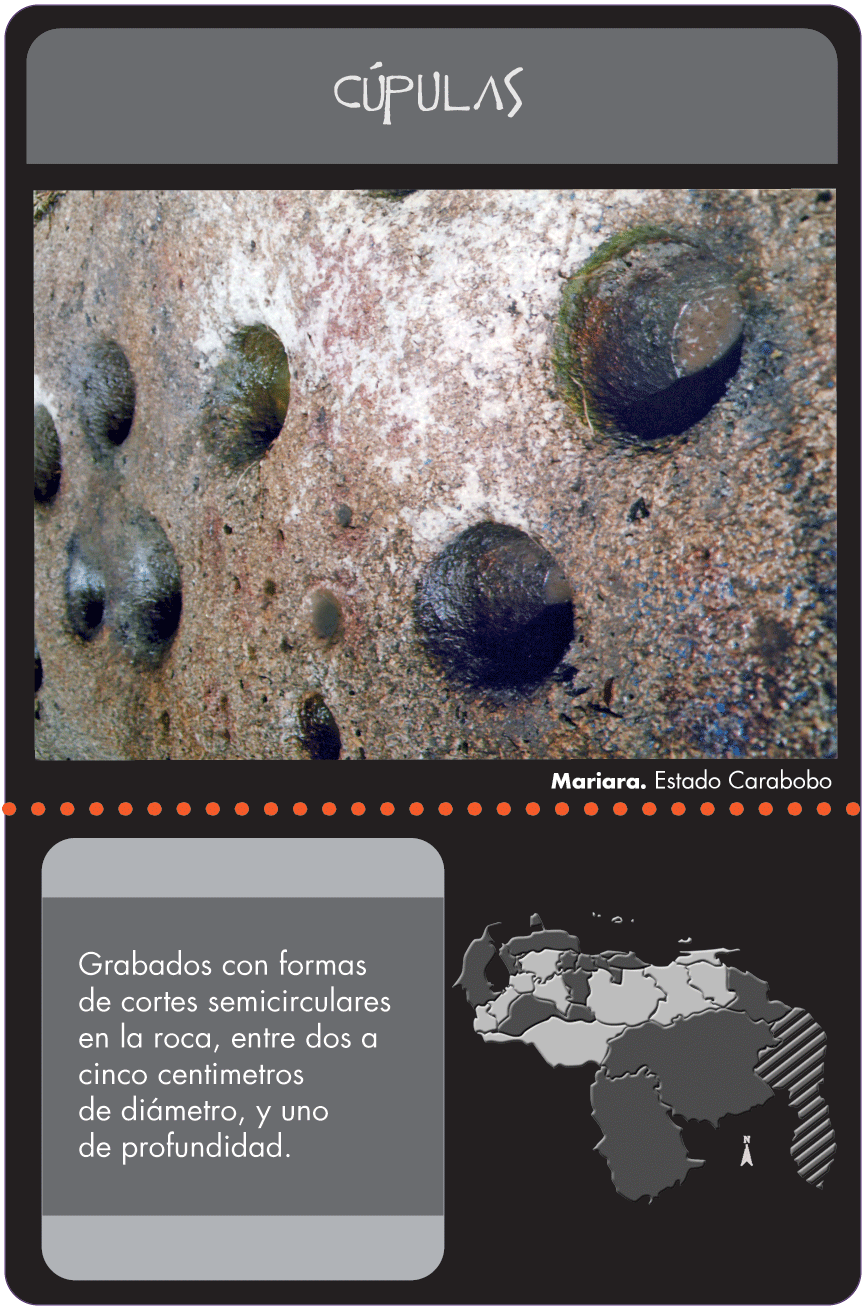 CÚPULAS
Mariara. Estado Carabobo
Grabados con formas
de cortes semicirculares
en la roca, entre dos a
cinco centimetros
de diámetro, y uno
de profundidad.
N